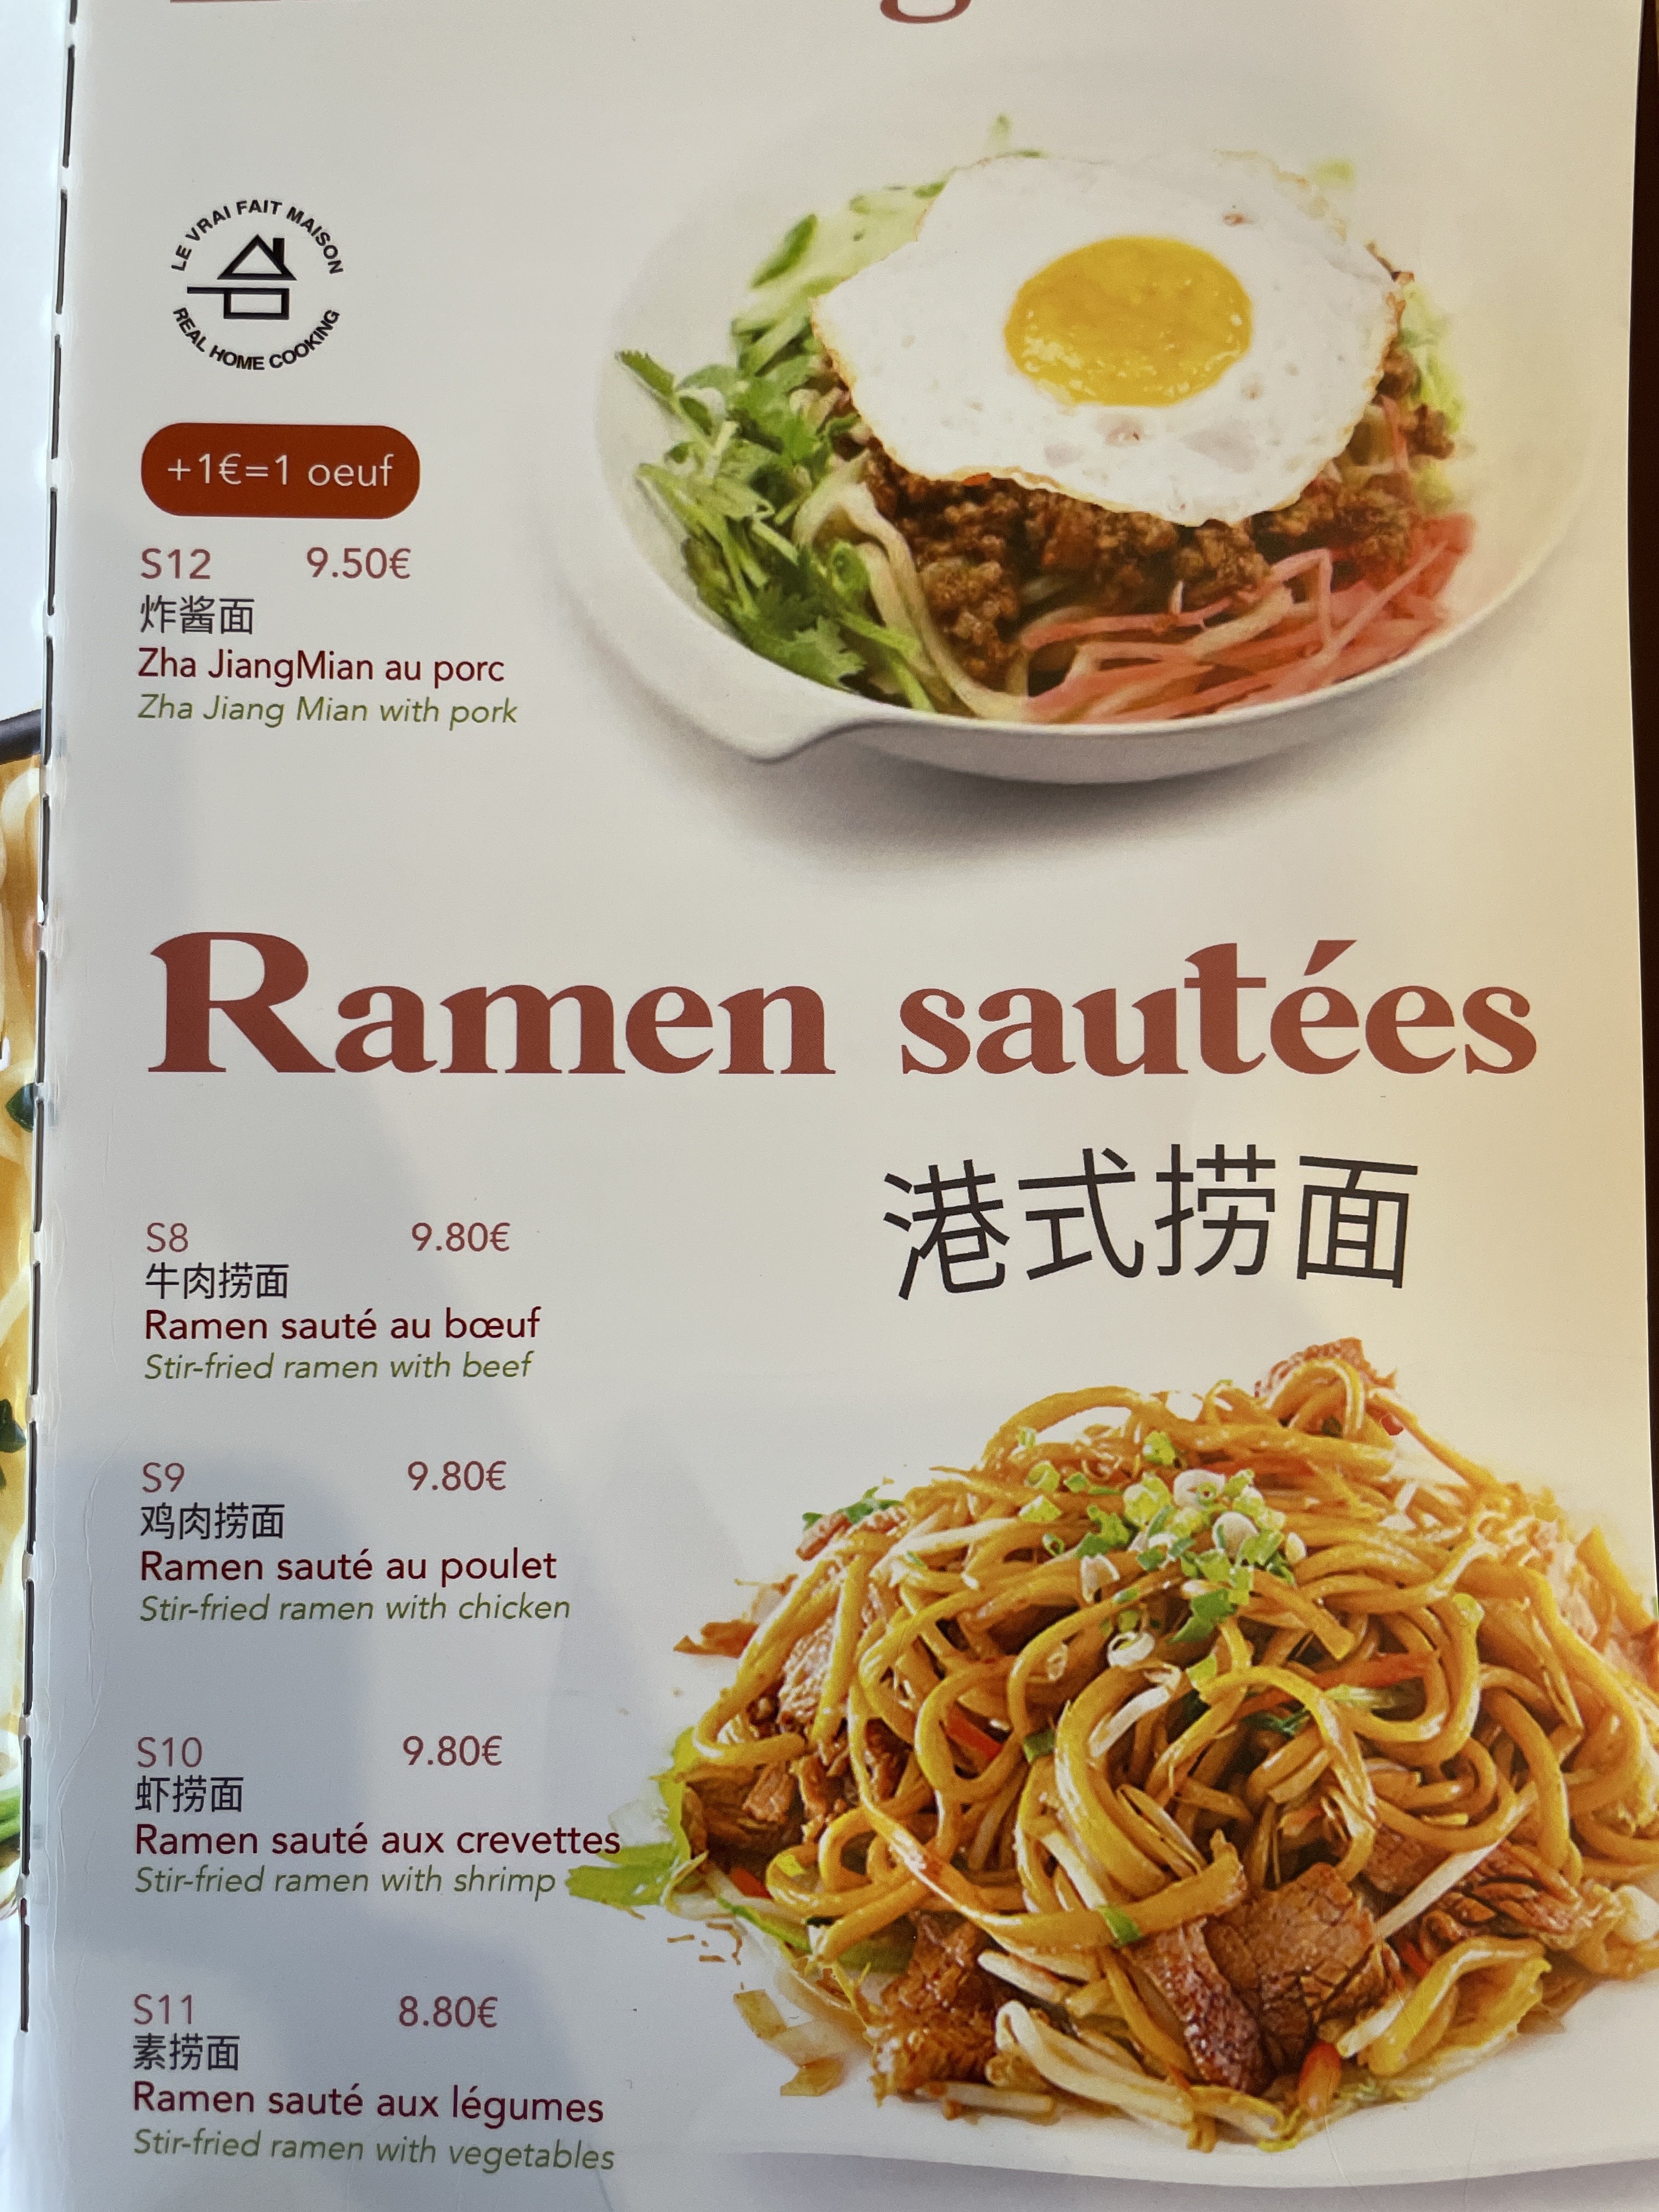 LE VRAI FAIT MAISON
REAL HOME COOKING
+1€=1 oeuf
S12 9.50€
炸酱面
Zha JiangMian au porc
Zha Jiang Mian with pork
Ramen sautées
港式捞面
S8 9.80€
牛肉捞面
Ramen sauté au bœuf
Stir-fried ramen with beef
S9 9.80€
鸡肉捞面
Ramen sauté au poulet
Stir-fried ramen with chicken
S10 9.80€
虾捞面
Ramen sauté aux crevettes
Stir-fried ramen with shrimp
S11 8.80€
素捞面
Ramen sauté aux légumes
Stir-fried ramen with vegetables